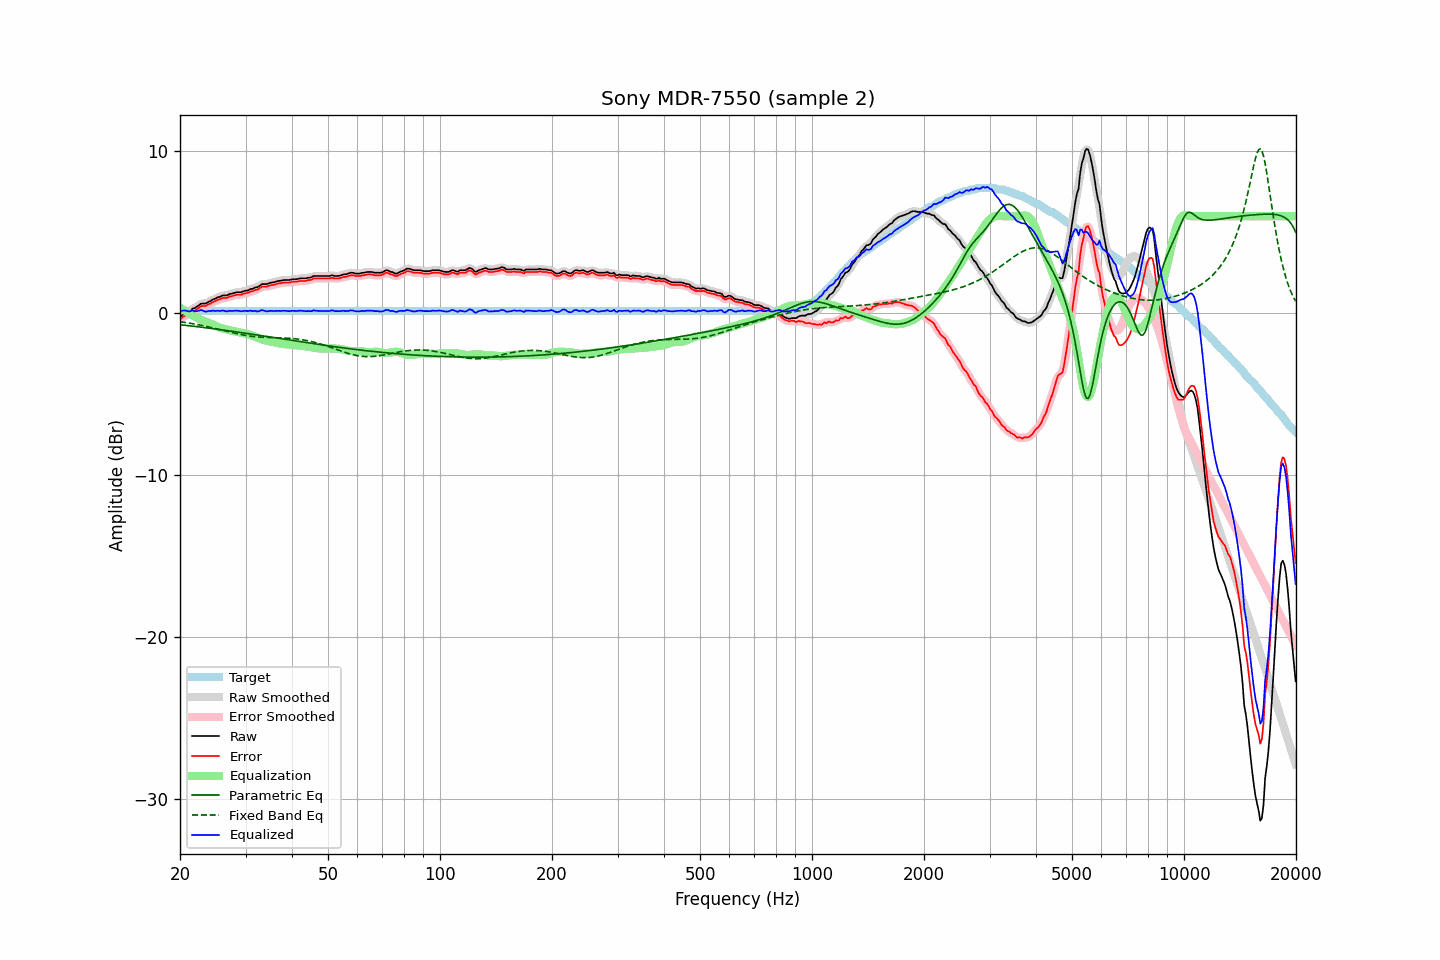 Sony MDR-7550 (sample 2)
Amplitude (dBr)
10
0
−10
−20
−30
Target
Raw Smoothed
Error Smoothed
Raw
Error
Equalization
Parametric Eq
Fixed Band Eq
Equalized
20 50 100 200 500 1000 2000 5000 10000 20000
Frequency (Hz)